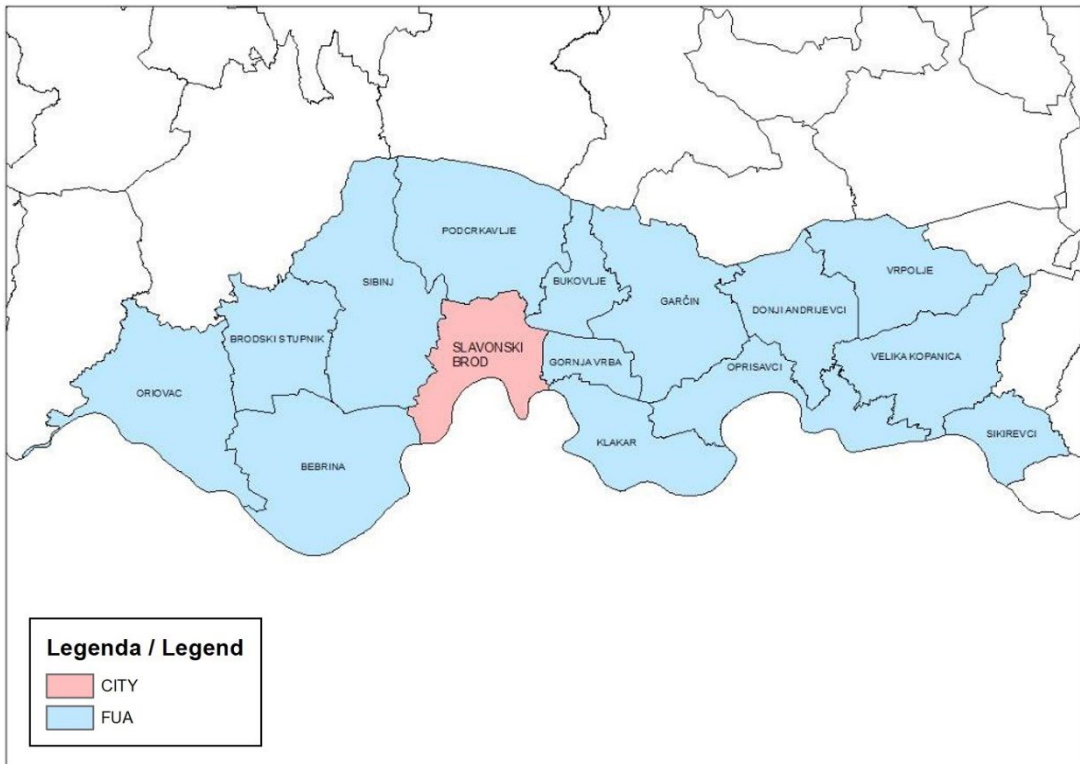 PODCRKAVLJE
SIBINJ
BUKOVLJE
GARČIN
DONJI ANDRIJEVCI
VRPOLJE
BRODSKI STUPNIK
SLAVONSKI
BROD
GORNJA VRBA
OPRISAVCI
VELIKA KOPANICA
ORIOVAC
BEBRINA
KLAKAR
SIKIREVCI
Legenda / Legend
CITY
FUA